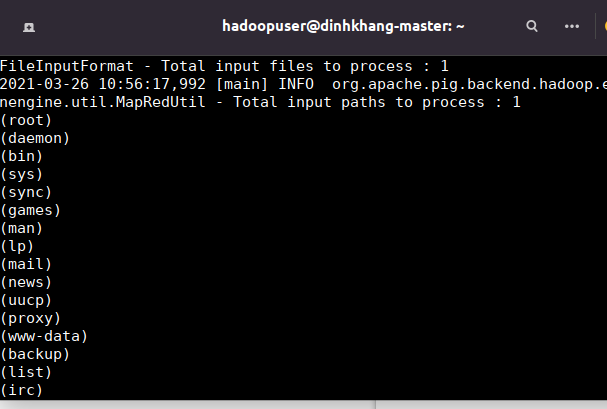 hadoopuser@dinhkhang-master: ~
FileInputFormat - Total input files to process : 1
2021-03-26 10:56:17,992 [main] INFO  org.apache.pig.backend.hadoop.e
nengine.util.MapRedUtil - Total input paths to process : 1
(root)
(daemon)
(bin)
(sys)
(sync)
(games)
(man)
(lp)
(mail)
(news)
(uucp)
(proxy)
(www-data)
(backup)
(list)
(irc)